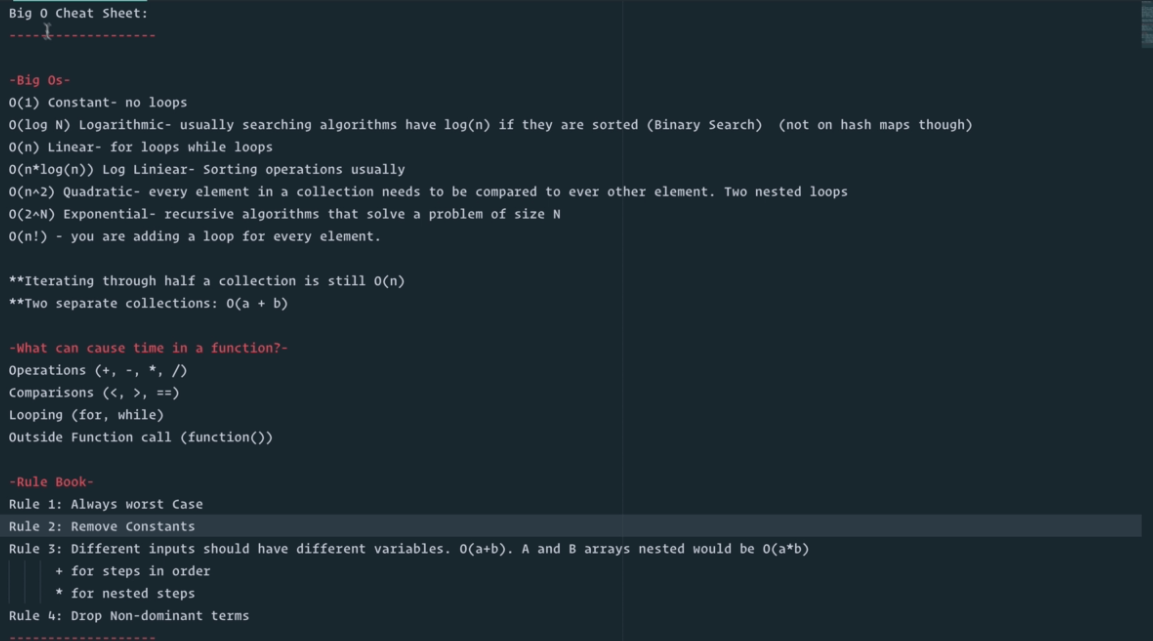 Big O Cheat Sheet:
-------------------
-Big Os-
O(1) Constant- no loops
O(log N) Logarithmic- usually searching algorithms have log(n) if they are sorted (Binary Search)  (not on hash maps though)
O(n) Linear- for loops while loops
O(n*log(n)) Log Liniear- Sorting operations usually
O(n^2) Quadratic- every element in a collection needs to be compared to ever other element. Two nested loops
O(2^N) Exponential- recursive algorithms that solve a problem of size N
O(n!) - you are adding a loop for every element.
**Iterating through half a collection is still O(n)
**Two separate collections: O(a + b)
-What can cause time in a function?-
Operations (+, -, *, /)
Comparisons (<, >, ==)
Looping (for, while)
Outside Function call (function())
-Rule Book-
Rule 1: Always worst Case
Rule 2: Remove Constants
Rule 3: Different inputs should have different variables. O(a+b). A and B arrays nested would be O(a*b)
+ for steps in order
* for nested steps
Rule 4: Drop Non-dominant terms
-------------------